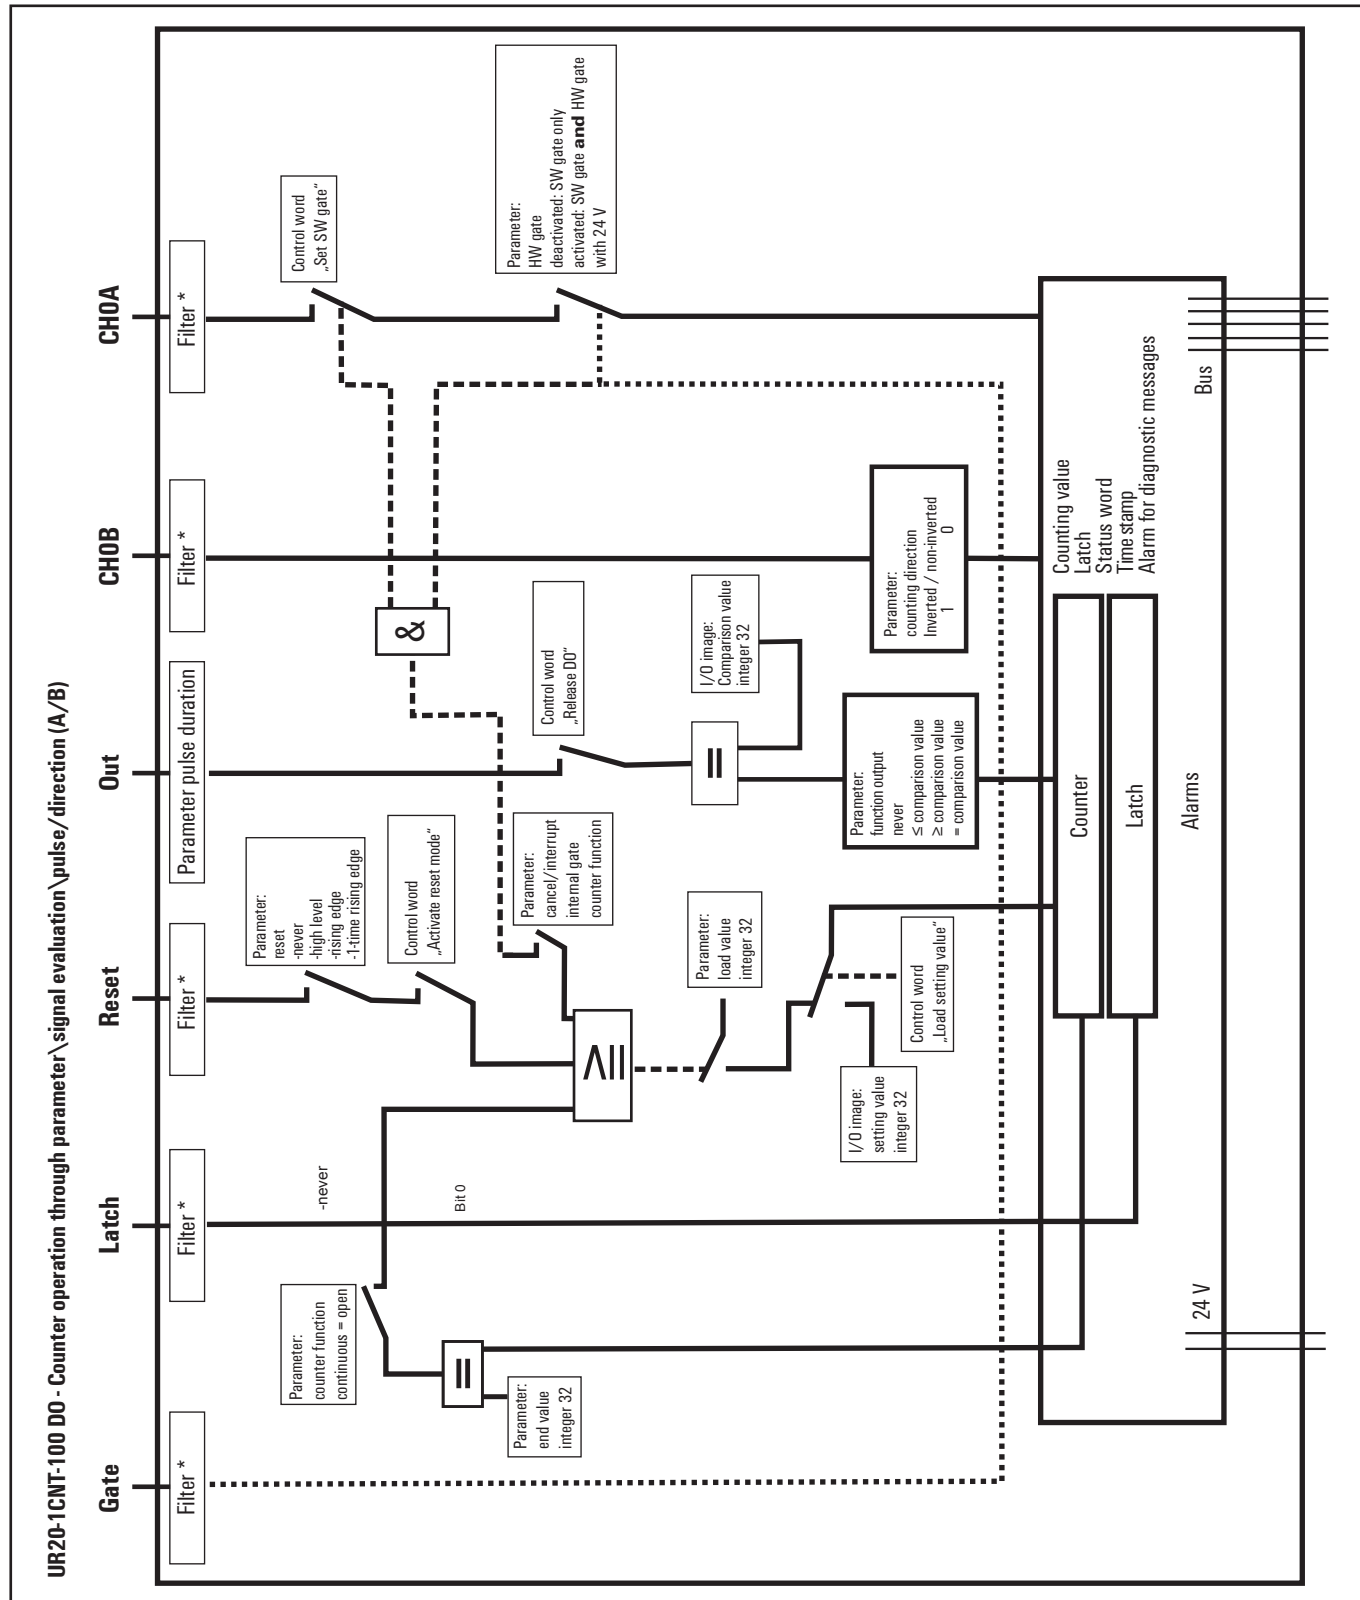 UR20-1CNT-100 DO - Counter operation through parameter\signal evaluation\pulse/direction (A/B)
Gate
Latch
Reset
Out
CH0B
CH0A
Filter *
Filter *
Filter *
Parameter pulse duration
Filter *
Filter *
Parameter:
counter function
continuous = open
=
Parameter:
end value
integer 32
-never
Bit 0
Parameter:
reset
-never
-high level
-rising edge
-1-time rising edge
Control word
„Activate reset mode“
Parameter:
cancel/interrupt
internal gate
counter function
≥
Parameter:
load value
integer 32
I/O image:
setting value
integer 32
Control word
„Load setting value“
&
Control word
„Release DO“
=
I/O image:
Comparison value
integer 32
Parameter:
function output
never
≤ comparison value
≥ comparison value
= comparison value
Parameter:
counting direction
Inverted / non-inverted
1 0
Control word
„Set SW gate“
Parameter:
HW gate
deactivated: SW gate only
activated: SW gate and HW gate
with 24 V
Counter
Latch
Counting value
Latch
Status word
Time stamp
Alarm for diagnostic messages
24 V
Alarms
Bus